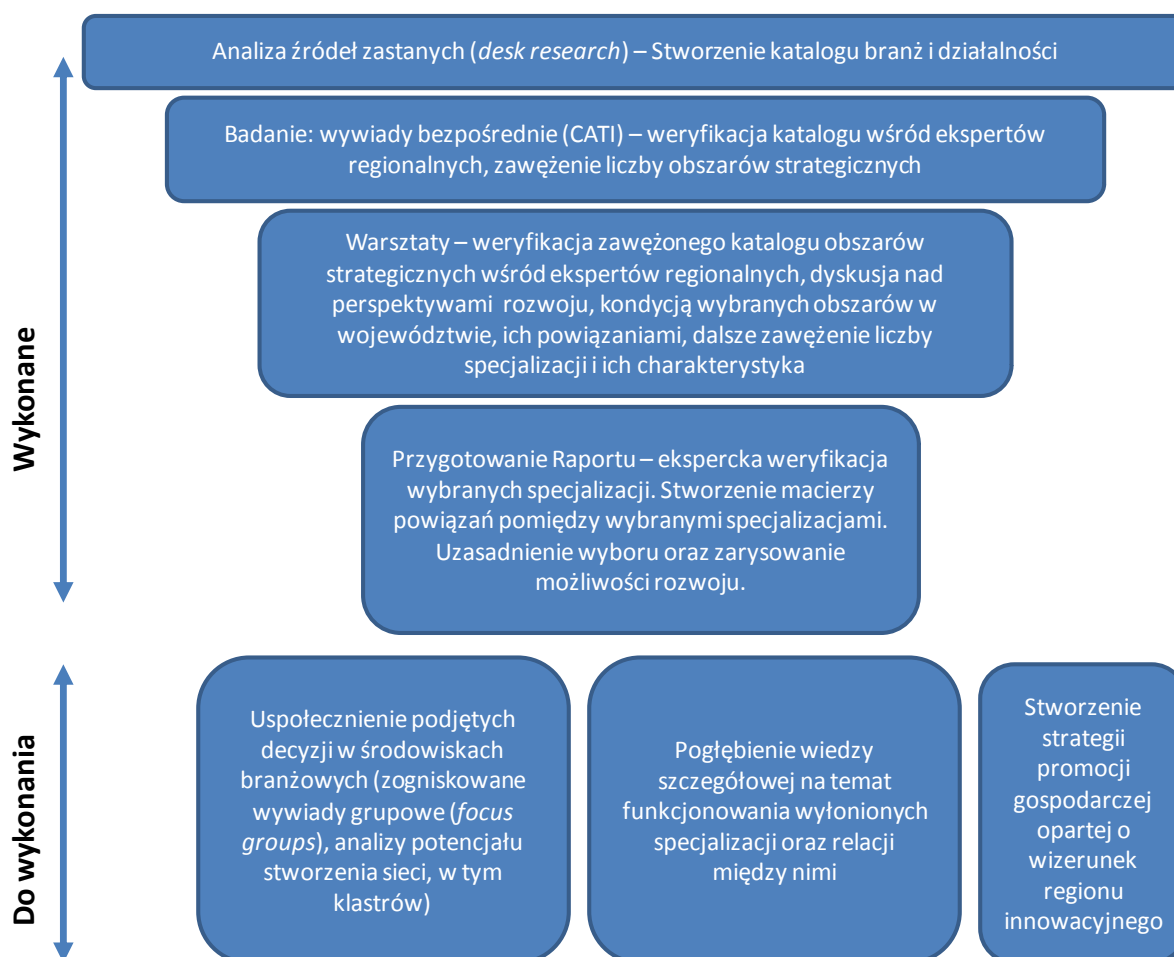 Analiza źródeł zastanych (desk research) – Stworzenie katalogu branż i działalności
Badanie: wywiady bezpośrednie (CATI) – weryfikacja katalogu wśród ekspertów
regionalnych, zawężenie liczby obszarów strategicznych
Warsztaty – weryfikacja zawężonego katalogu obszarów
strategicznych wśród ekspertów regionalnych, dyskusja nad
perspektywami rozwoju, kondycją wybranych obszarów w
województwie, ich powiązaniami, dalsze zawężenie liczby
specjalizacji i ich charakterystyka
Przygotowanie Raportu – ekspercka weryfikacja
wybranych specjalizacji. Stworzenie macierzy
powiązań pomiędzy wybranymi specjalizacjami.
Uzasadnienie wyboru oraz zarysowanie
możliwości rozwoju.
Wykonane
Uspołecznienie podjętych
decyzji w środowiskach
branżowych (zogniskowane
wywiady grupowe (focus
groups), analizy potencjału
stworzenia sieci, w tym
klastrów)
Pogłębienie wiedzy
szczegółowej na temat
funkcjonowania wyłonionych
specjalizacji oraz relacji
między nimi
Stworzenie
strategii
promocji
gospodarczej
opartej o
wizerunek
regionu
innowacyjnego
Do wykonania